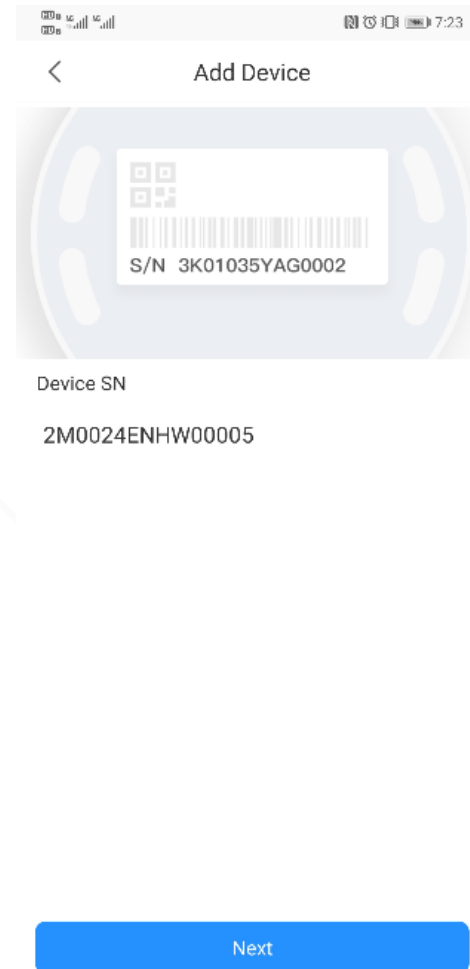 7:23
Add Device
S/N 3K01035YAG0002
Device SN
2M0024ENHW00005
Next